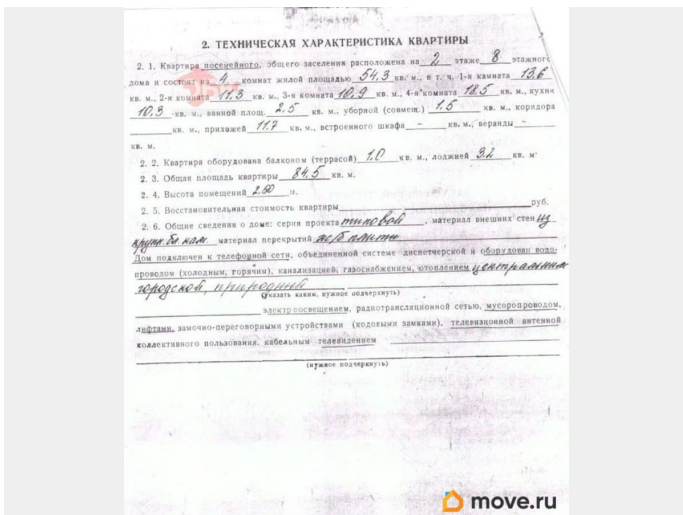 2. ТЕХНИЧЕСКАЯ ХАРАКТЕРИСТИКА КВАРТИРЫ
2. 1. Квартира посемейного, общего заселения расположена на 2 этаже 8 этажного
дома и состоит из 4 комнат жилой площадью 54,3 кв. м., в т. ч. 1-я комната 13.6
кв. м., 2-я комната 11.3 кв. м., 3-я комната 10,9 кв. м., 4-я комната 18,5 кв. м., кухни
10,3 кв. м., ванной площ. 2.5 кв. м., уборной (совмещ.) 1.5 кв. м., коридора
кв. м., прихожей 11.7 кв. м., встроенного шкафа - кв. м., веранды -
кв. м.
2. 2. Квартира оборудована балконом (террасой) 1.0 кв. м., лоджией 3.2 кв. м
2. 3. Общая площадь квартиры 84.5 кв. м.
2. 4. Высота помещений 2.50 м.
2. 5. Восстановительная стоимость квартиры руб.
2. 6. Общие сведения о доме: серия проекта типовой, материал внешних стен из
крупн. бл. материал перекрытий ж/б плиты
Дом подключен к телефонной сети, объединенной системе диспетчерской и оборудован водо-
проводом (холодным, горячим), канализацией, газоснабжением, отоплением центральным
городской, природный
(указать каким, нужное подчеркнуть)
электроосвещением, радиотрансляционной сетью, мусоропроводом,
лифтами, замочно-переговорными устройствами (кодовыми замками), телевизионной антенной
коллективного пользования, кабельным телевидением
(нужное подчеркнуть)
move.ru